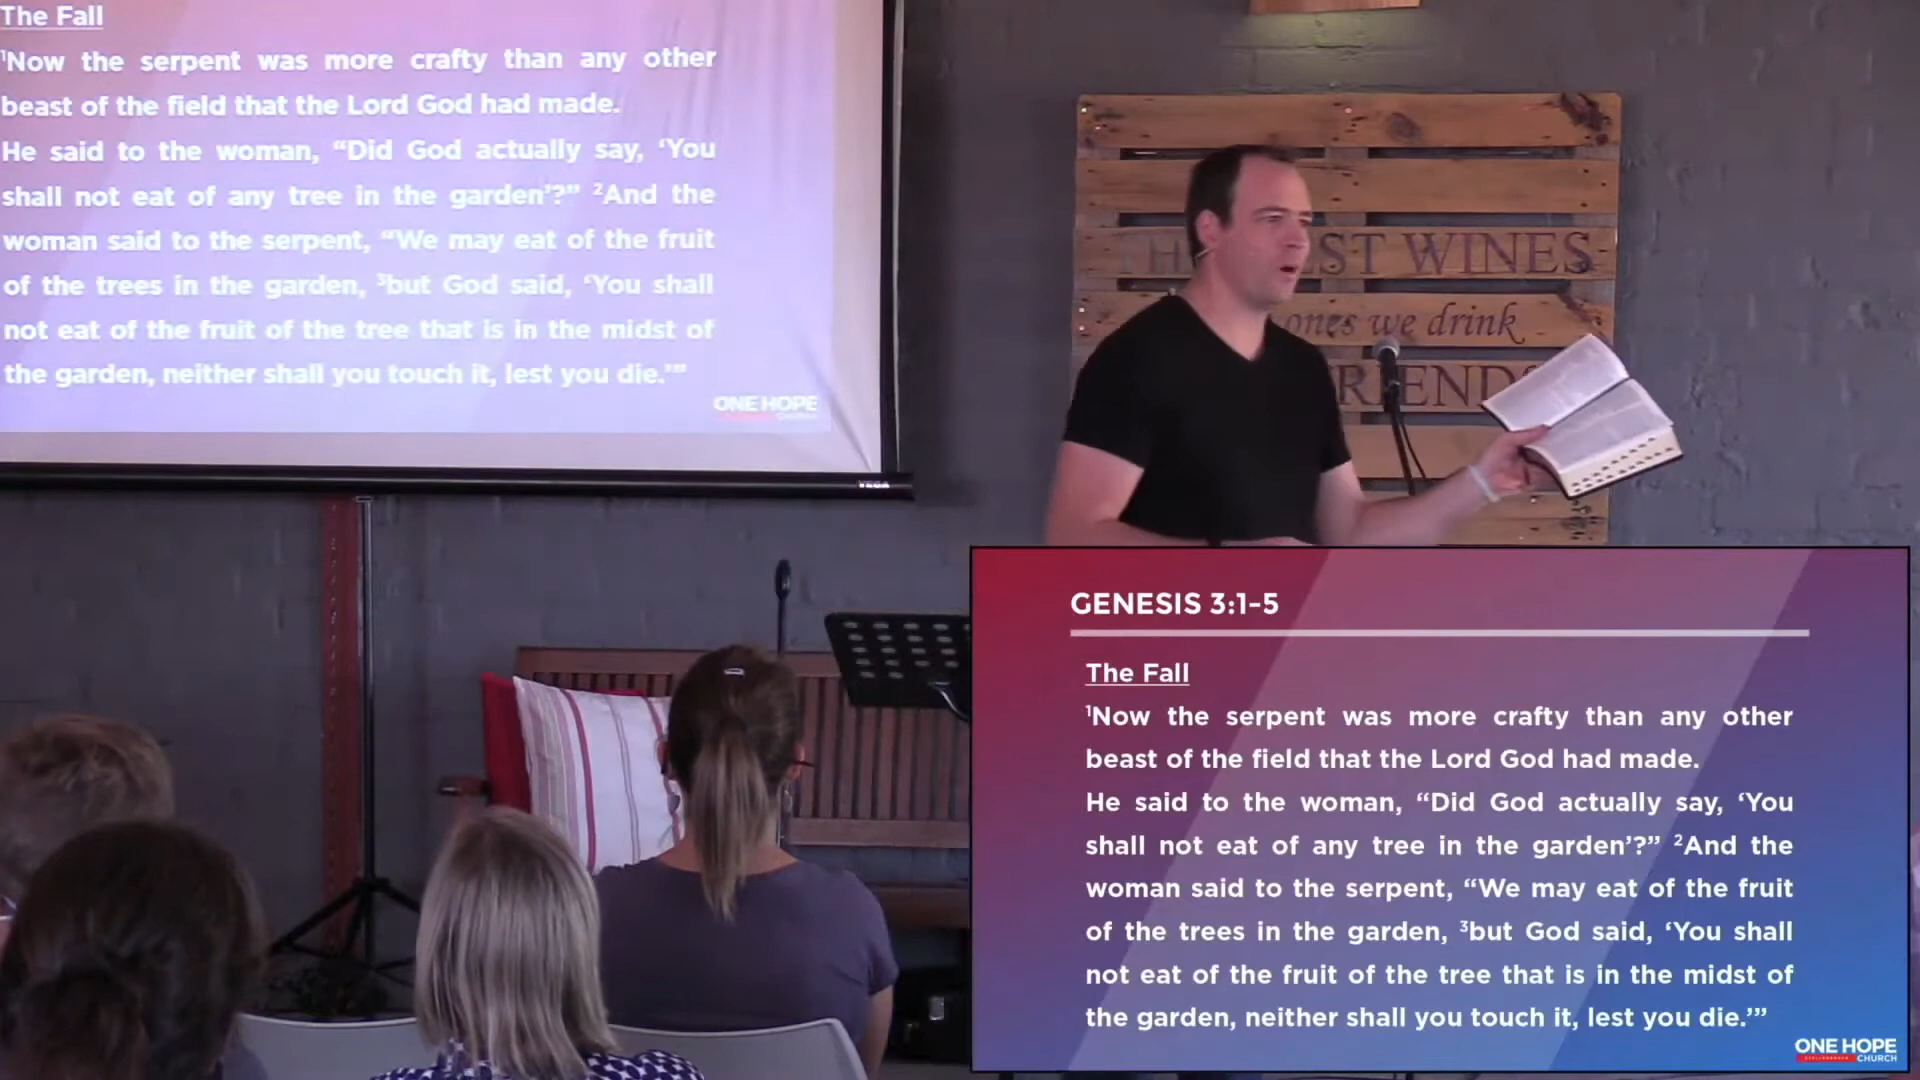 The Fall
¹Now the serpent was more crafty than any other
beast of the field that the Lord God had made.
He said to the woman, “Did God actually say, ‘You
shall not eat of any tree in the garden’?” ²And the
woman said to the serpent, “We may eat of the fruit
of the trees in the garden, ³but God said, ‘You shall
not eat of the fruit of the tree that is in the midst of
the garden, neither shall you touch it, lest you die.’”
ONE HOPE
CHURCH
VEGA
WINES
ones we drink
GENESIS 3:1-5
The Fall
¹Now the serpent was more crafty than any other
beast of the field that the Lord God had made.
He said to the woman, “Did God actually say, ‘You
shall not eat of any tree in the garden’?” ²And the
woman said to the serpent, “We may eat of the fruit
of the trees in the garden, ³but God said, ‘You shall
not eat of the fruit of the tree that is in the midst of
the garden, neither shall you touch it, lest you die.’”
ONE HOPE
STELLENBOSCH CHURCH